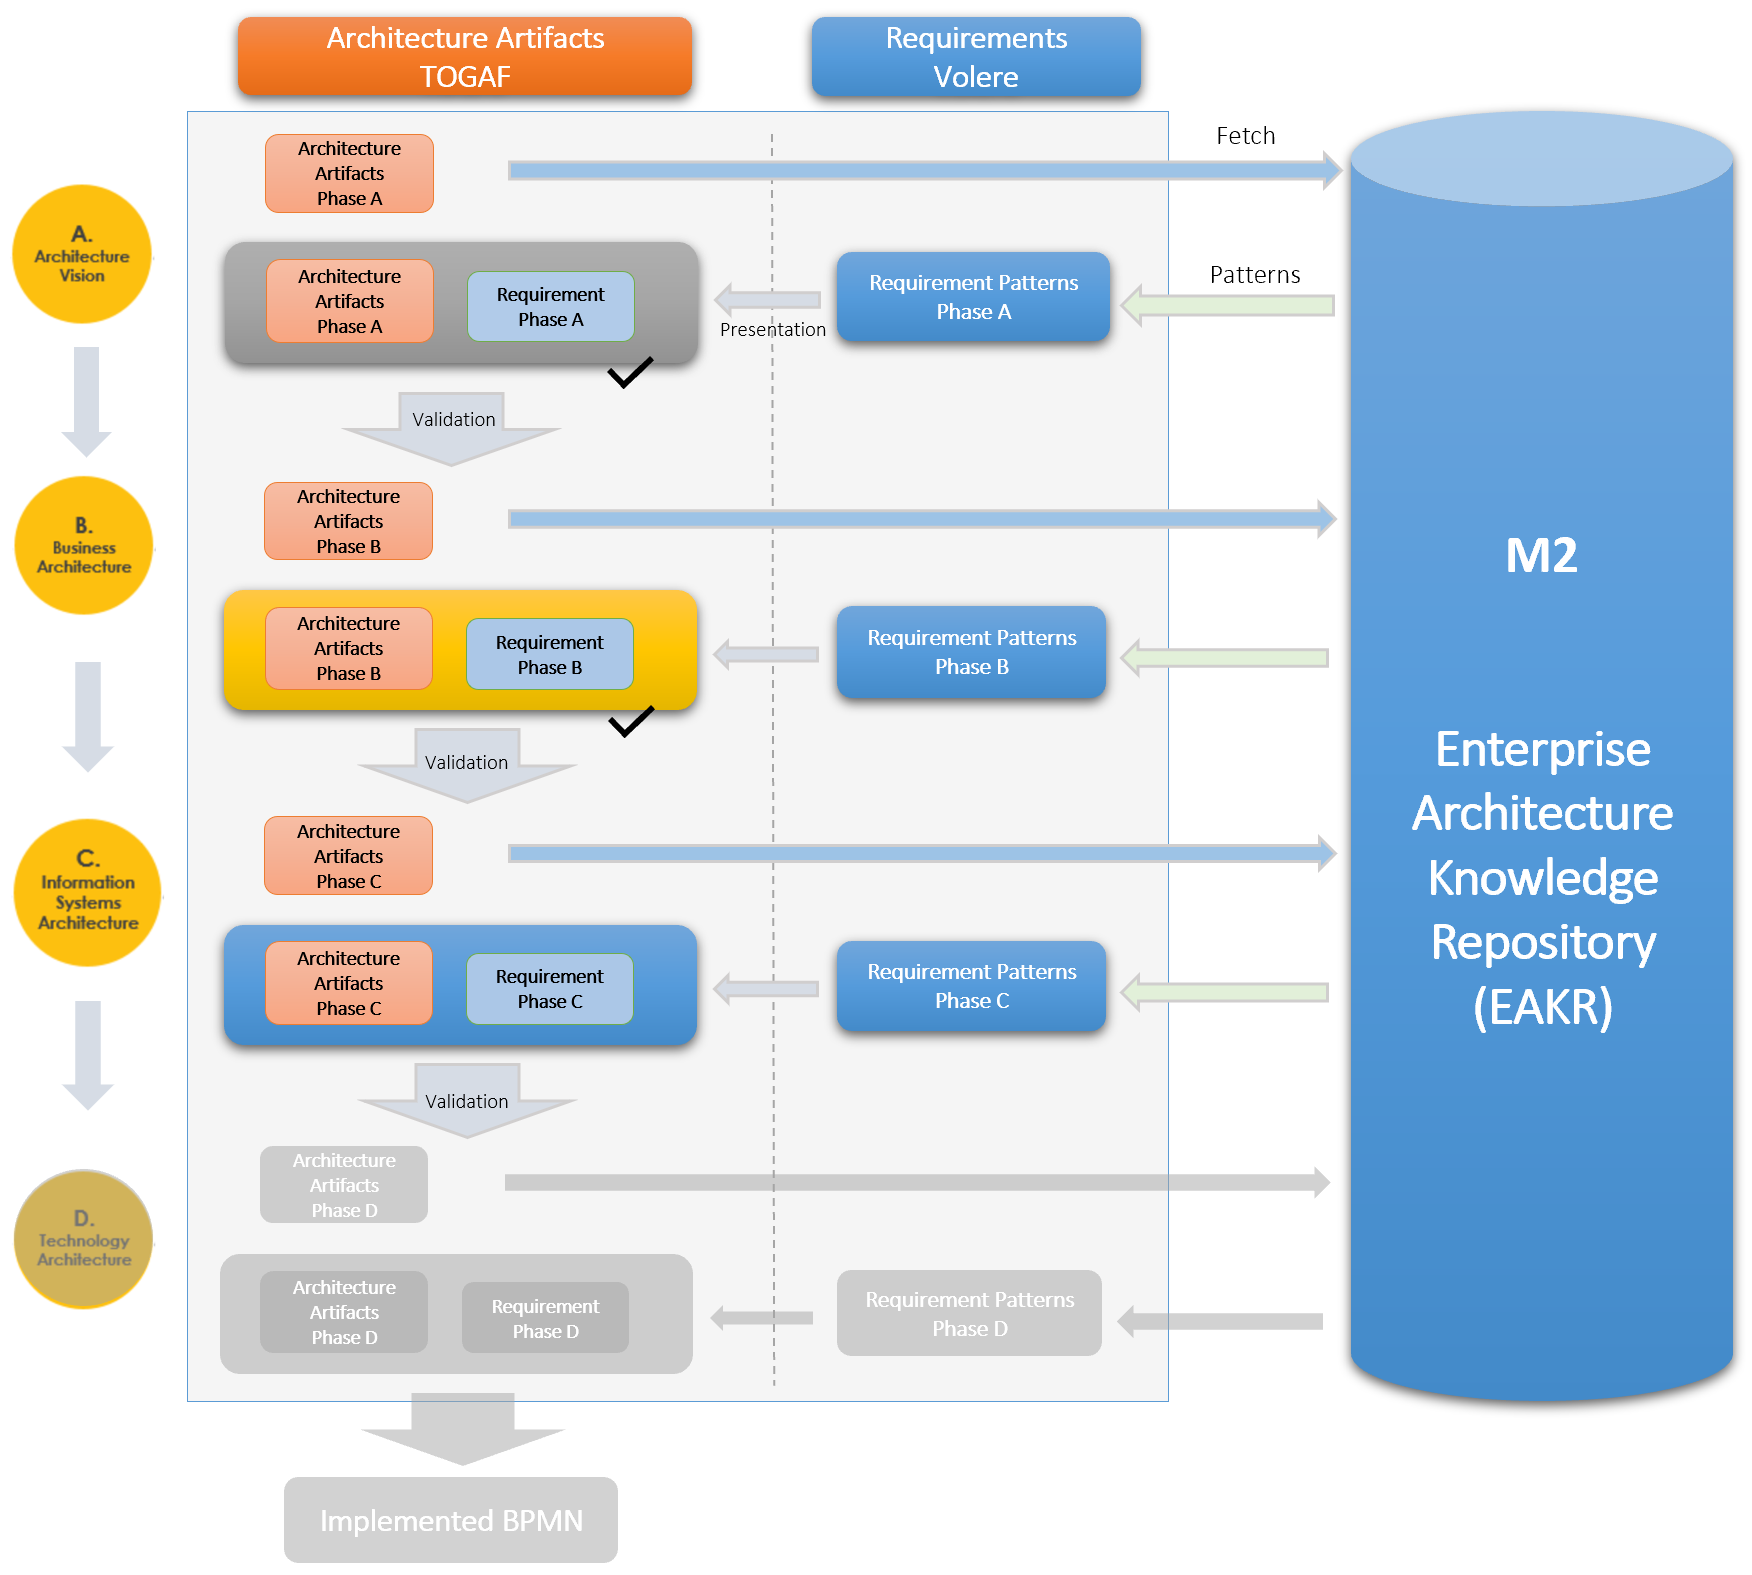 Architecture Artifacts
TOGAF
Requirements
Volere
Architecture
Artifacts
Phase A
Fetch
A.
Architecture
Vision
Architecture
Artifacts
Phase A
Requirement
Phase A
Presentation
Requirement Patterns
Phase A
Patterns
Validation
B.
Business
Architecture
Architecture
Artifacts
Phase B
Architecture
Artifacts
Phase B
Requirement
Phase B
Requirement Patterns
Phase B
Validation
C.
Information
Systems
Architecture
Architecture
Artifacts
Phase C
Architecture
Artifacts
Phase C
Requirement
Phase C
Requirement Patterns
Phase C
Validation
D.
Technology
Architecture
Architecture
Artifacts
Phase D
Architecture
Artifacts
Phase D
Requirement
Phase D
Requirement Patterns
Phase D
Implemented BPMN
M2
Enterprise
Architecture
Knowledge
Repository
(EAKR)